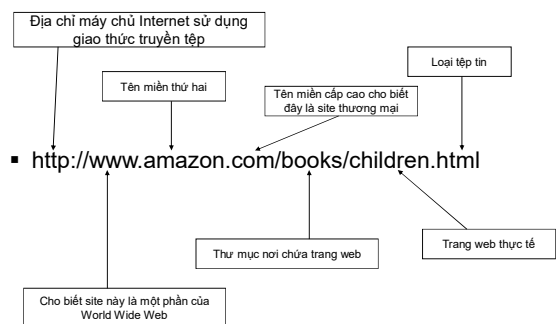 Địa chỉ máy chủ Internet sử dụng
giao thức truyền tệp
Loại tệp tin
Tên miền thứ hai
Tên miền cấp cao cho biết
đây là site thương mại
▪ http://www.amazon.com/books/children.html
Thư mục nơi chứa trang web
Trang web thực tế
Cho biết site này là một phần của
World Wide Web